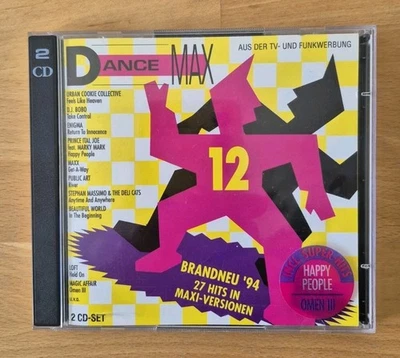 2
CD
AUS DER TV- UND FUNKWERBUNG
DANCE MAX
URBAN COOKIE COLLECTIVE
Feels Like Heaven
D.J. BOBO
Take Control
ENIGMA
Return To Innocence
PRINCE ITAL JOE
feat. MARKY MARK
Happy People
MAXX
Get-A-Way
PUBLIC ART
River
STEPHAN MASSIMO & THE DELI CATS
Anytime And Anywhere
BEAUTIFUL WORLD
In The Beginning
12
LOFT
Hold On
MAGIC AFFAIR
Omen III
u.v.a.
2 CD-SET
BRANDNEU '94
27 HITS IN
MAXI-VERSIONEN
INCL. SUPER HITS
HAPPY
PEOPLE
OMEN III